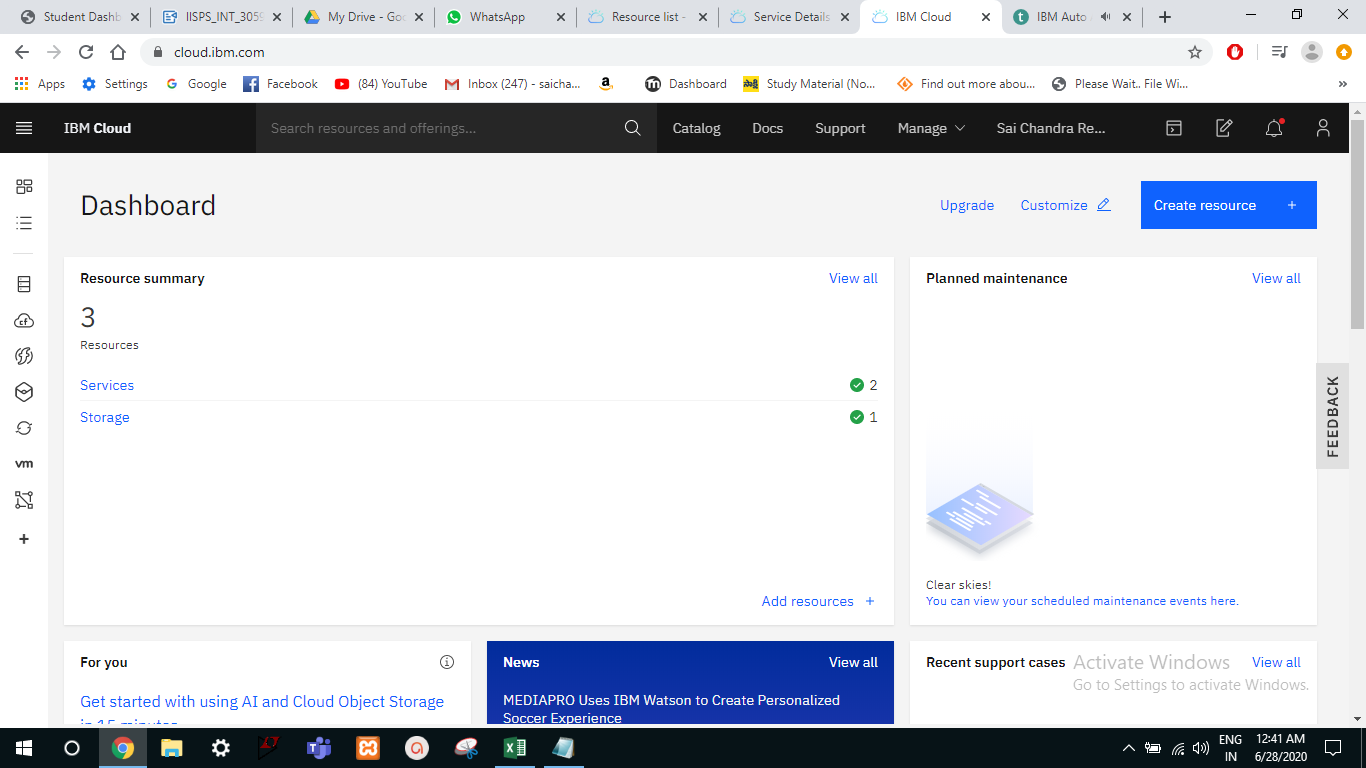 Student Dashb
IISPS_INT_3059
My Drive - Goo
WhatsApp
Resource list -
Service Details
IBM Cloud
IBM Auto
cloud.ibm.com
Apps
Settings
Google
Facebook
(84) YouTube
Inbox (247) - saicha...
Dashboard
Study Material (No...
Find out more abou...
Please Wait.. File Wi...
IBM Cloud
Search resources and offerings...
Catalog
Docs
Support
Manage
Sai Chandra Re...
Dashboard
Upgrade
Customize
Create resource +
Resource summary
View all
3
Resources
Services
2
Storage
1
Add resources +
Planned maintenance
View all
Clear skies!
You can view your scheduled maintenance events here.
FEEDBACK
vm
For you
Get started with using AI and Cloud Object Storage
in 15 minutes
News
View all
MEDIAPRO Uses IBM Watson to Create Personalized
Soccer Experience
Recent support cases
View all
Activate Windows
Go to Settings to activate Windows.
ENG
IN
12:41 AM
6/28/2020